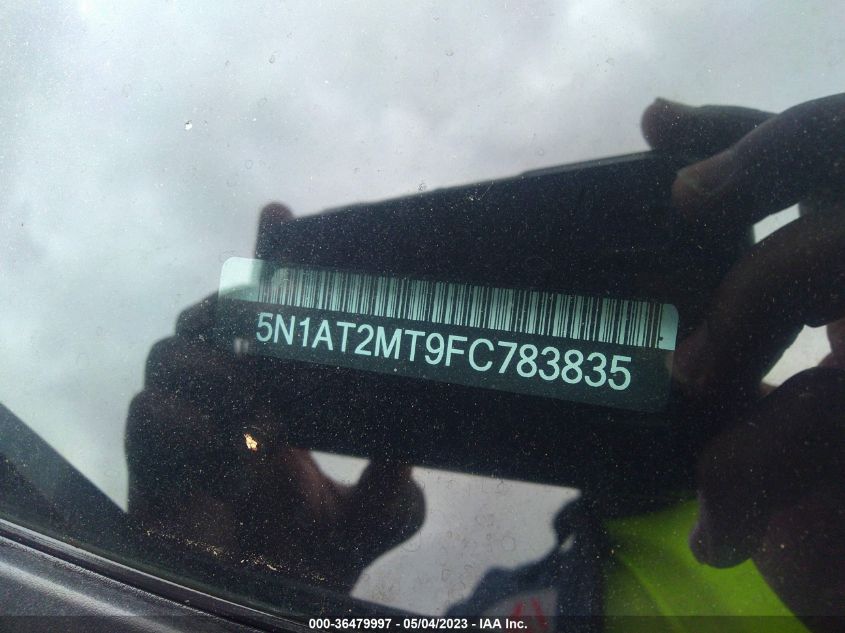 5N1AT2MT9FC783835
000-36479997 - 05/04/2023 - IAA Inc.